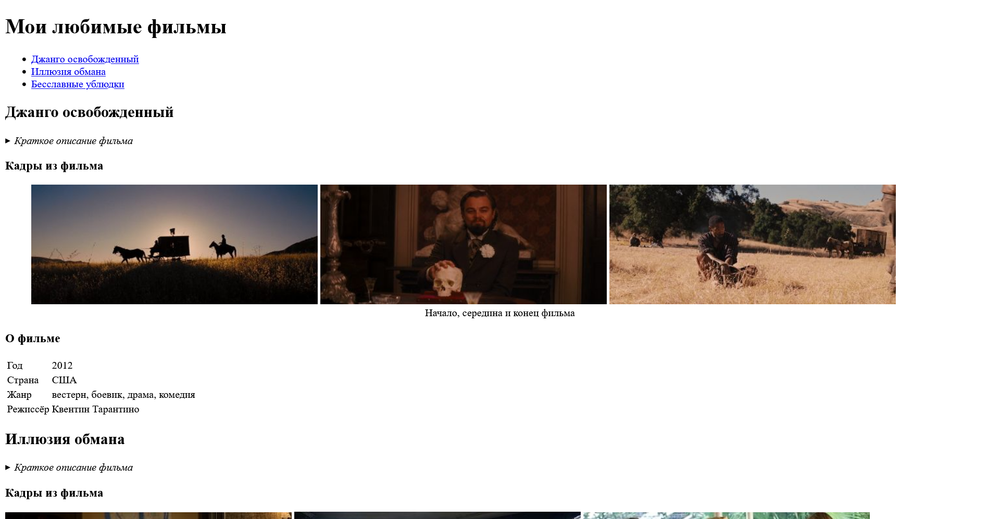 Мои любимые фильмы
Джанго освобожденный
Иллюзия обмана
Бесславные ублюдки
Джанго освобожденный
Краткое описание фильма
Кадры из фильма
Начало, середина и конец фильма
О фильме
Год 2012
Страна США
Жанр вестерн, боевик, драма, комедия
Режиссёр Квентин Тарантино
Иллюзия обмана
Краткое описание фильма
Кадры из фильма